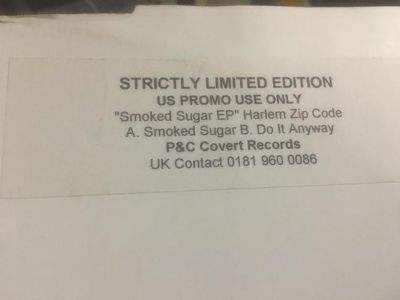 STRICTLY LIMITED EDITION
US PROMO USE ONLY
"Smoked Sugar EP" Harlem Zip Code
A. Smoked Sugar B. Do It Anyway
P&C Covert Records
UK Contact 0181 960 0086